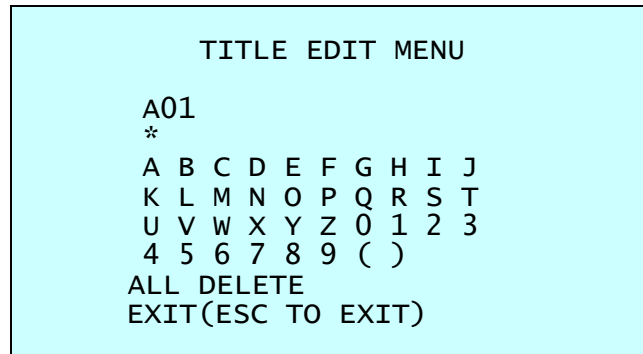 TITLE EDIT MENU
A01
*
A B C D E F G H I J
K L M N O P Q R S T
U V W X Y Z 0 1 2 3
4 5 6 7 8 9 ( )
ALL DELETE
EXIT(ESC TO EXIT)